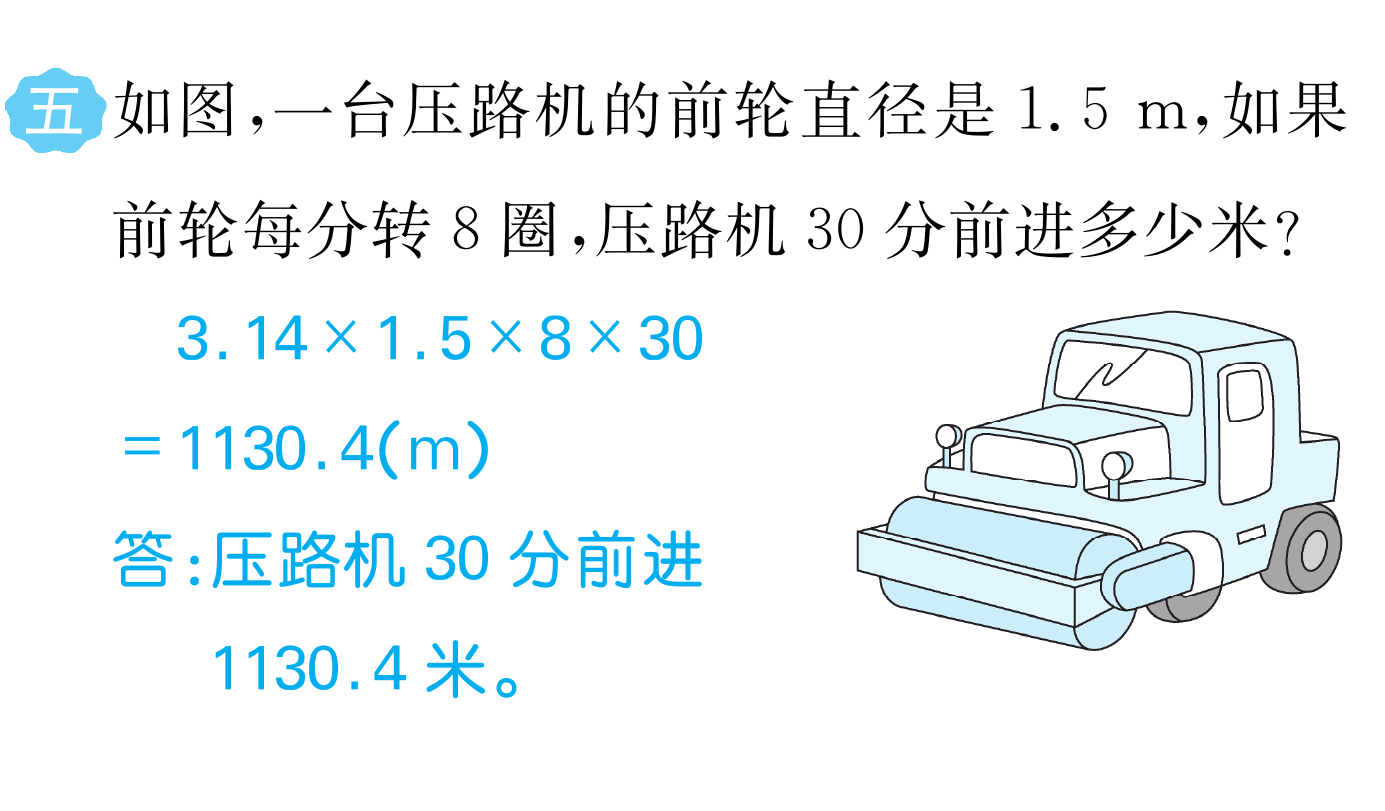 五 如图,一台压路机的前轮直径是 1.5 m,如果
前轮每分转 8 圈,压路机 30 分前进多少米?
3.14×1.5×8×30
=1130.4(m)
答:压路机 30 分前进
1130.4 米。